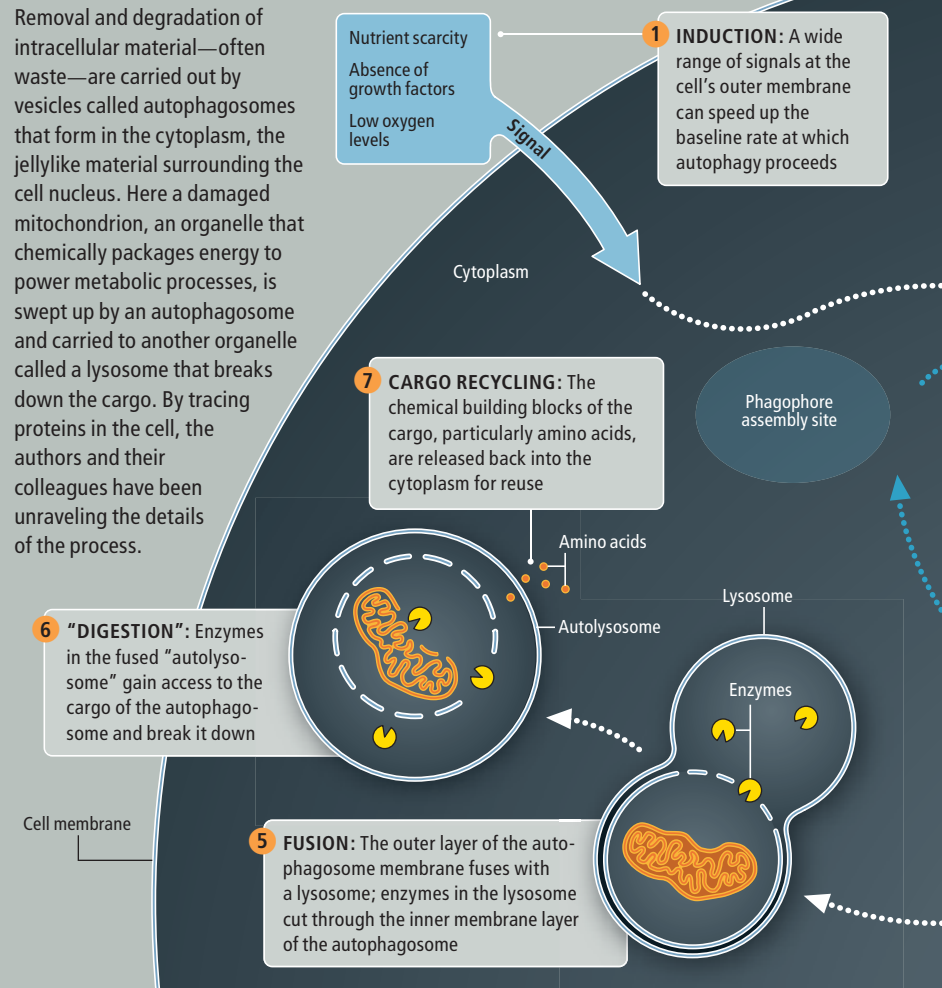 Removal and degradation of
intracellular material—often
waste—are carried out by
vesicles called autophagosomes
that form in the cytoplasm, the
jellylike material surrounding the
cell nucleus. Here a damaged
mitochondrion, an organelle that
chemically packages energy to
power metabolic processes, is
swept up by an autophagosome
and carried to another organelle
called a lysosome that breaks
down the cargo. By tracing
proteins in the cell, the
authors and their
colleagues have been
unraveling the details
of the process.
Nutrient scarcity
Absence of
growth factors
Low oxygen
levels
Signal
1 INDUCTION: A wide
range of signals at the
cell's outer membrane
can speed up the
baseline rate at which
autophagy proceeds
Cytoplasm
Phagophore
assembly site
7 CARGO RECYCLING: The
chemical building blocks of the
cargo, particularly amino acids,
are released back into the
cytoplasm for reuse
Amino acids
Autolysosome
6 "DIGESTION": Enzymes
in the fused "autolyso-
some" gain access to the
cargo of the autophago-
some and break it down
Lysosome
Enzymes
Cell membrane
5 FUSION: The outer layer of the auto-
phagosome membrane fuses with
a lysosome; enzymes in the lysosome
cut through the inner membrane layer
of the autophagosome